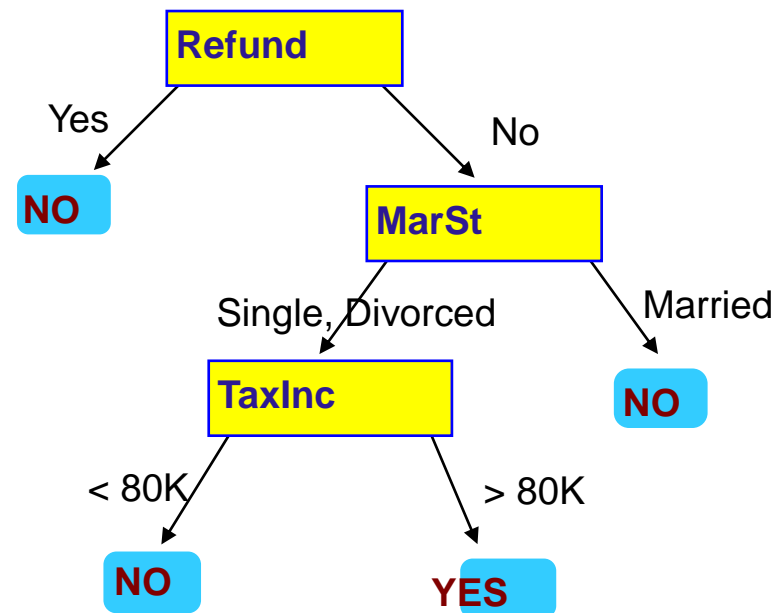 Refund
Yes
No
NO
MarSt
Single, Divorced
Married
TaxInc
NO
< 80K
> 80K
NO
YES